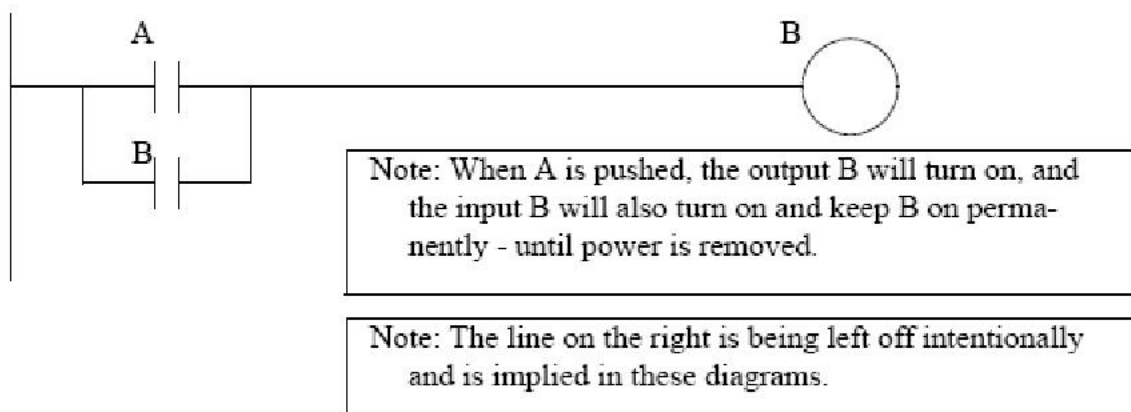 A
B
B
Note: When A is pushed, the output B will turn on, and
the input B will also turn on and keep B on perma-
nently - until power is removed.
Note: The line on the right is being left off intentionally
and is implied in these diagrams.